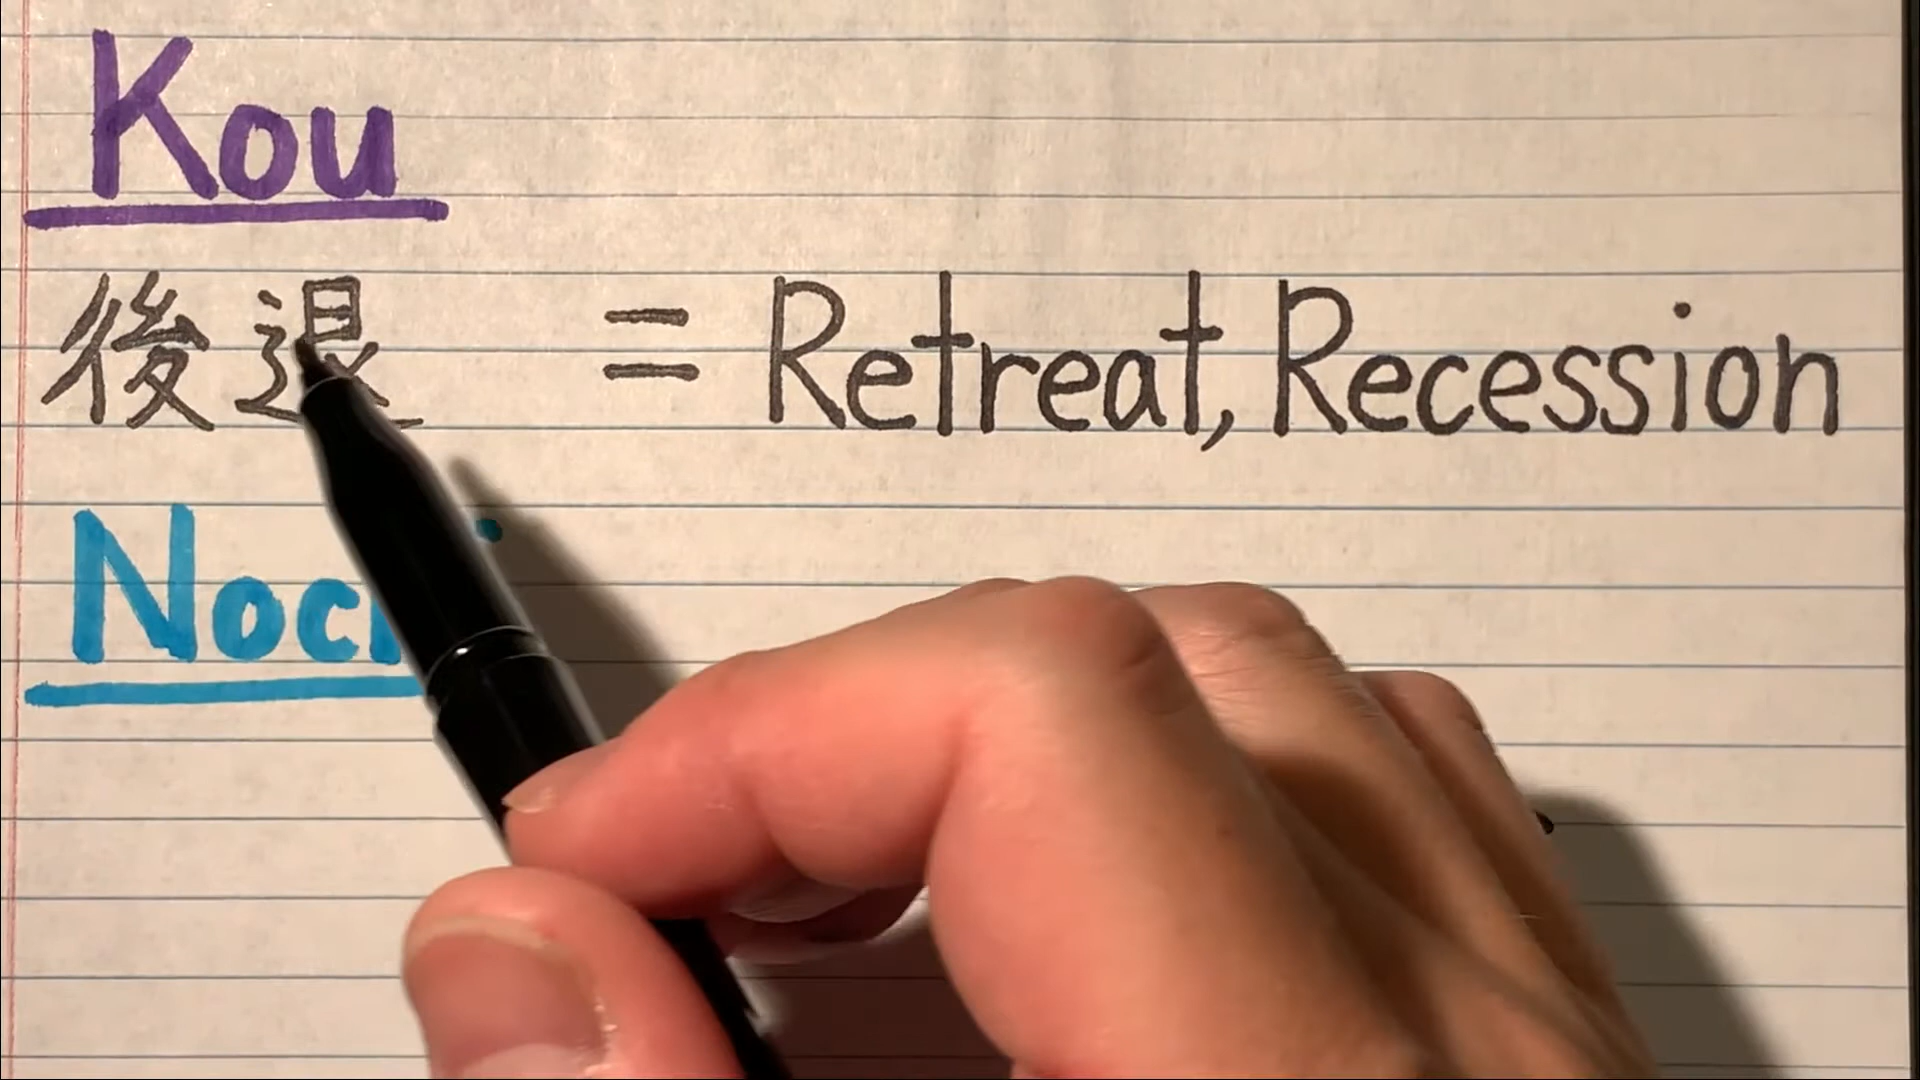 Kou
後退 = Retreat, Recession